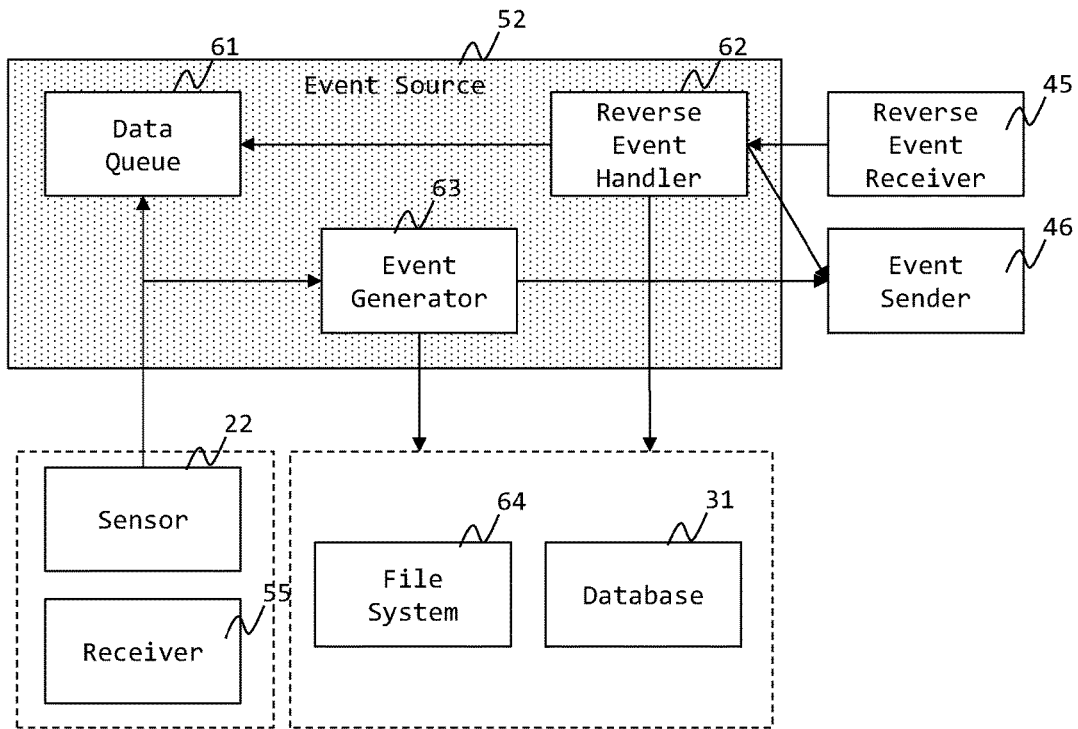 52
61
62
Event Source
45
Data
Queue
Reverse
Event
Handler
Reverse
Event
Receiver
63
46
Event
Generator
Event
Sender
22
Sensor
64
31
File
System
Database
55
Receiver